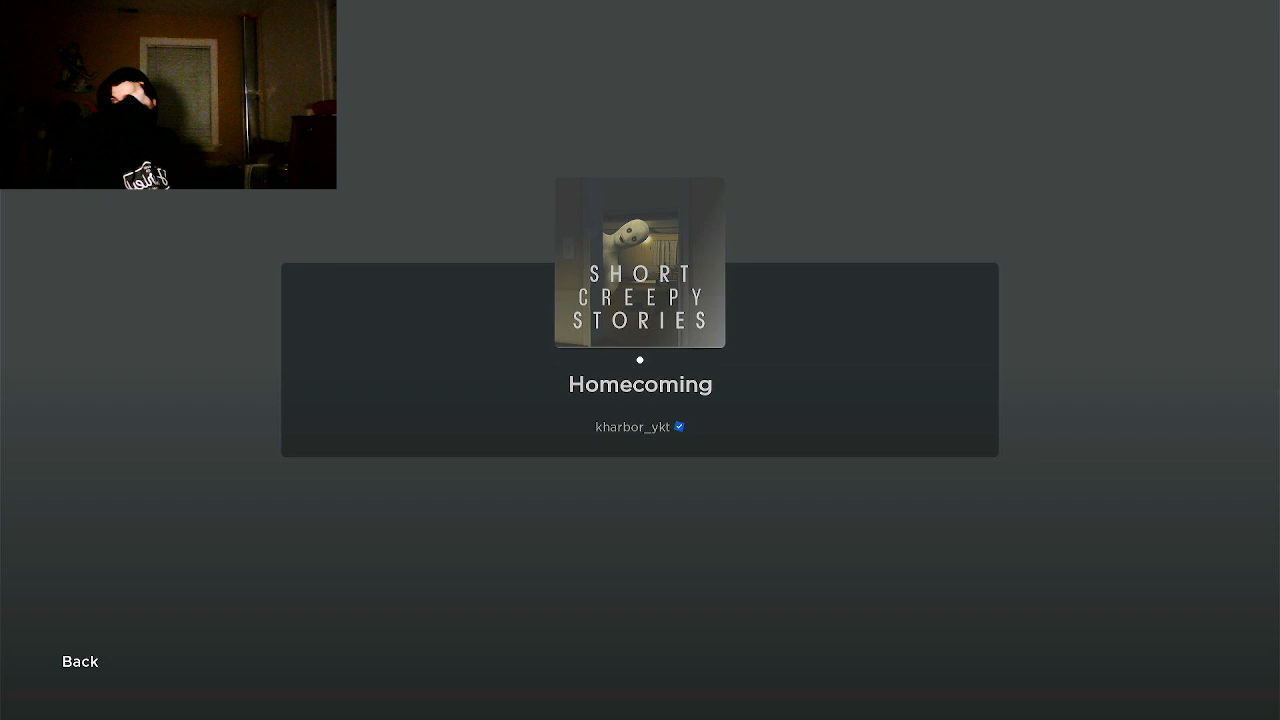 SHORT
CREEPY
STORIES
Homecoming
kharbor_ykt
Back